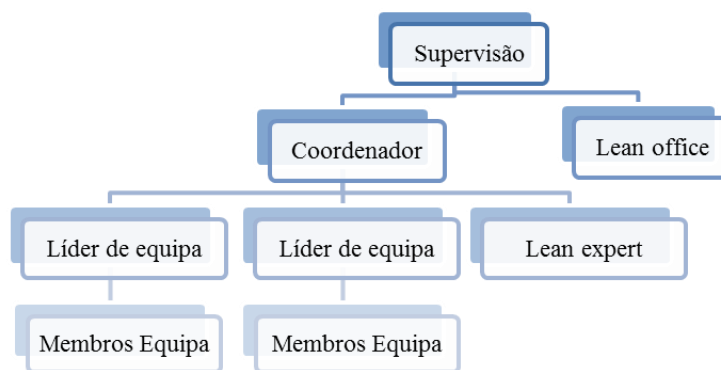 Supervisão
Coordenador
Lean office
Líder de equipa
Líder de equipa
Lean expert
Membros Equipa
Membros Equipa